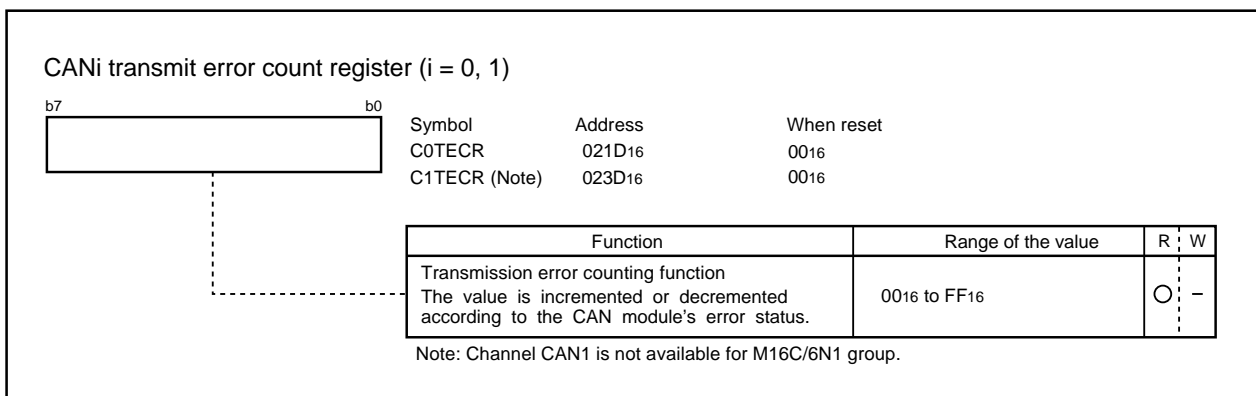 CANi transmit error count register (i = 0, 1)
b7 b0
Symbol Address When reset
C0TECR 021D16 0016
C1TECR (Note) 023D16 0016
Function Range of the value R W
Transmission error counting function
The value is incremented or decremented 0016 to FF16 ○ –
according to the CAN module's error status.
Note: Channel CAN1 is not available for M16C/6N1 group.